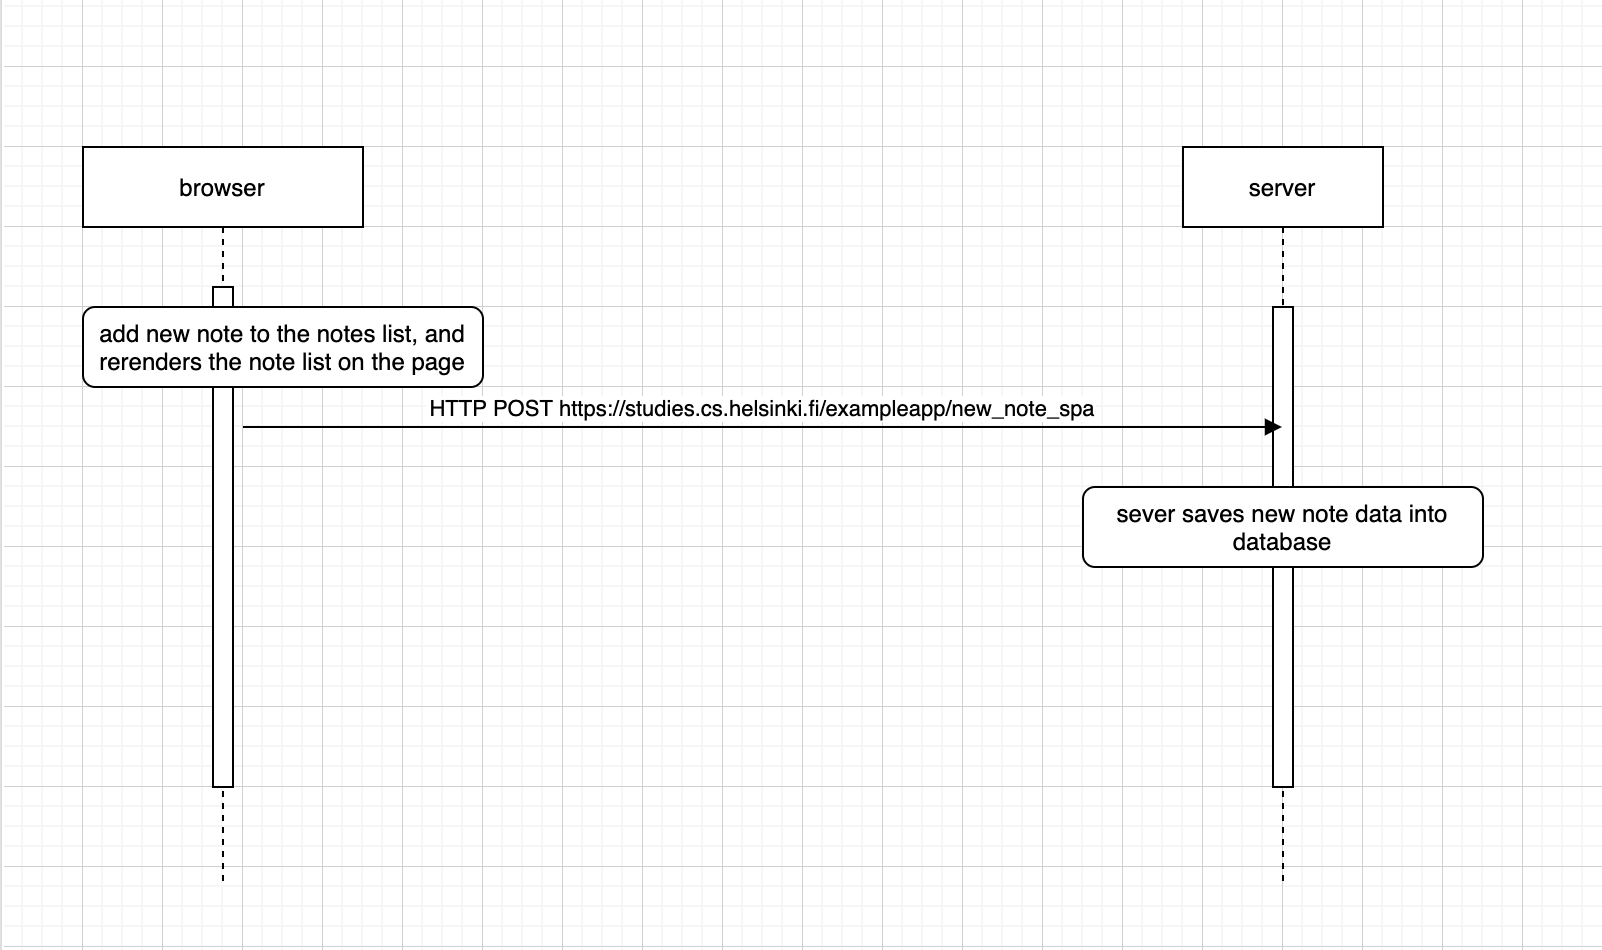 browser
server
add new note to the notes list, and
rerenders the note list on the page
HTTP POST https://studies.cs.helsinki.fi/exampleapp/new_note_spa
sever saves new note data into
database